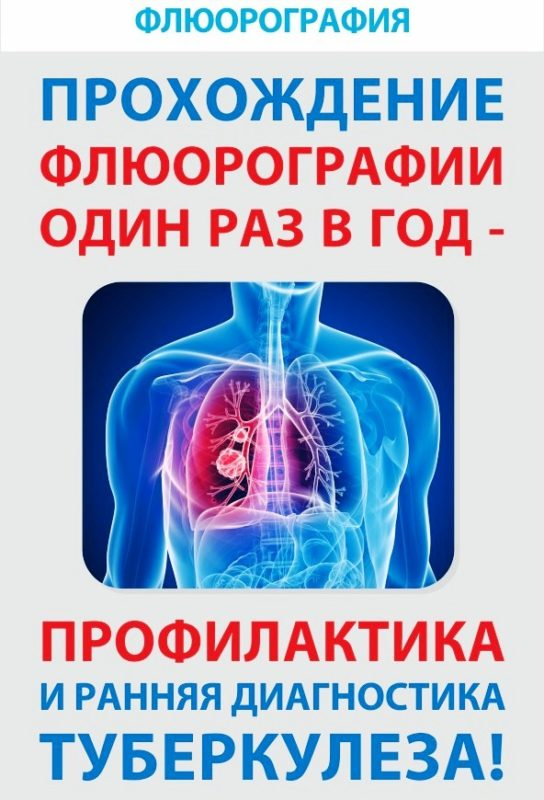 ФЛЮОРОГРАФИЯ
ПРОХОЖДЕНИЕ
ФЛЮОРОГРАФИИ
ОДИН РАЗ В ГОД -
ПРОФИЛАКТИКА
И РАННЯЯ ДИАГНОСТИКА
ТУБЕРКУЛЕЗА!